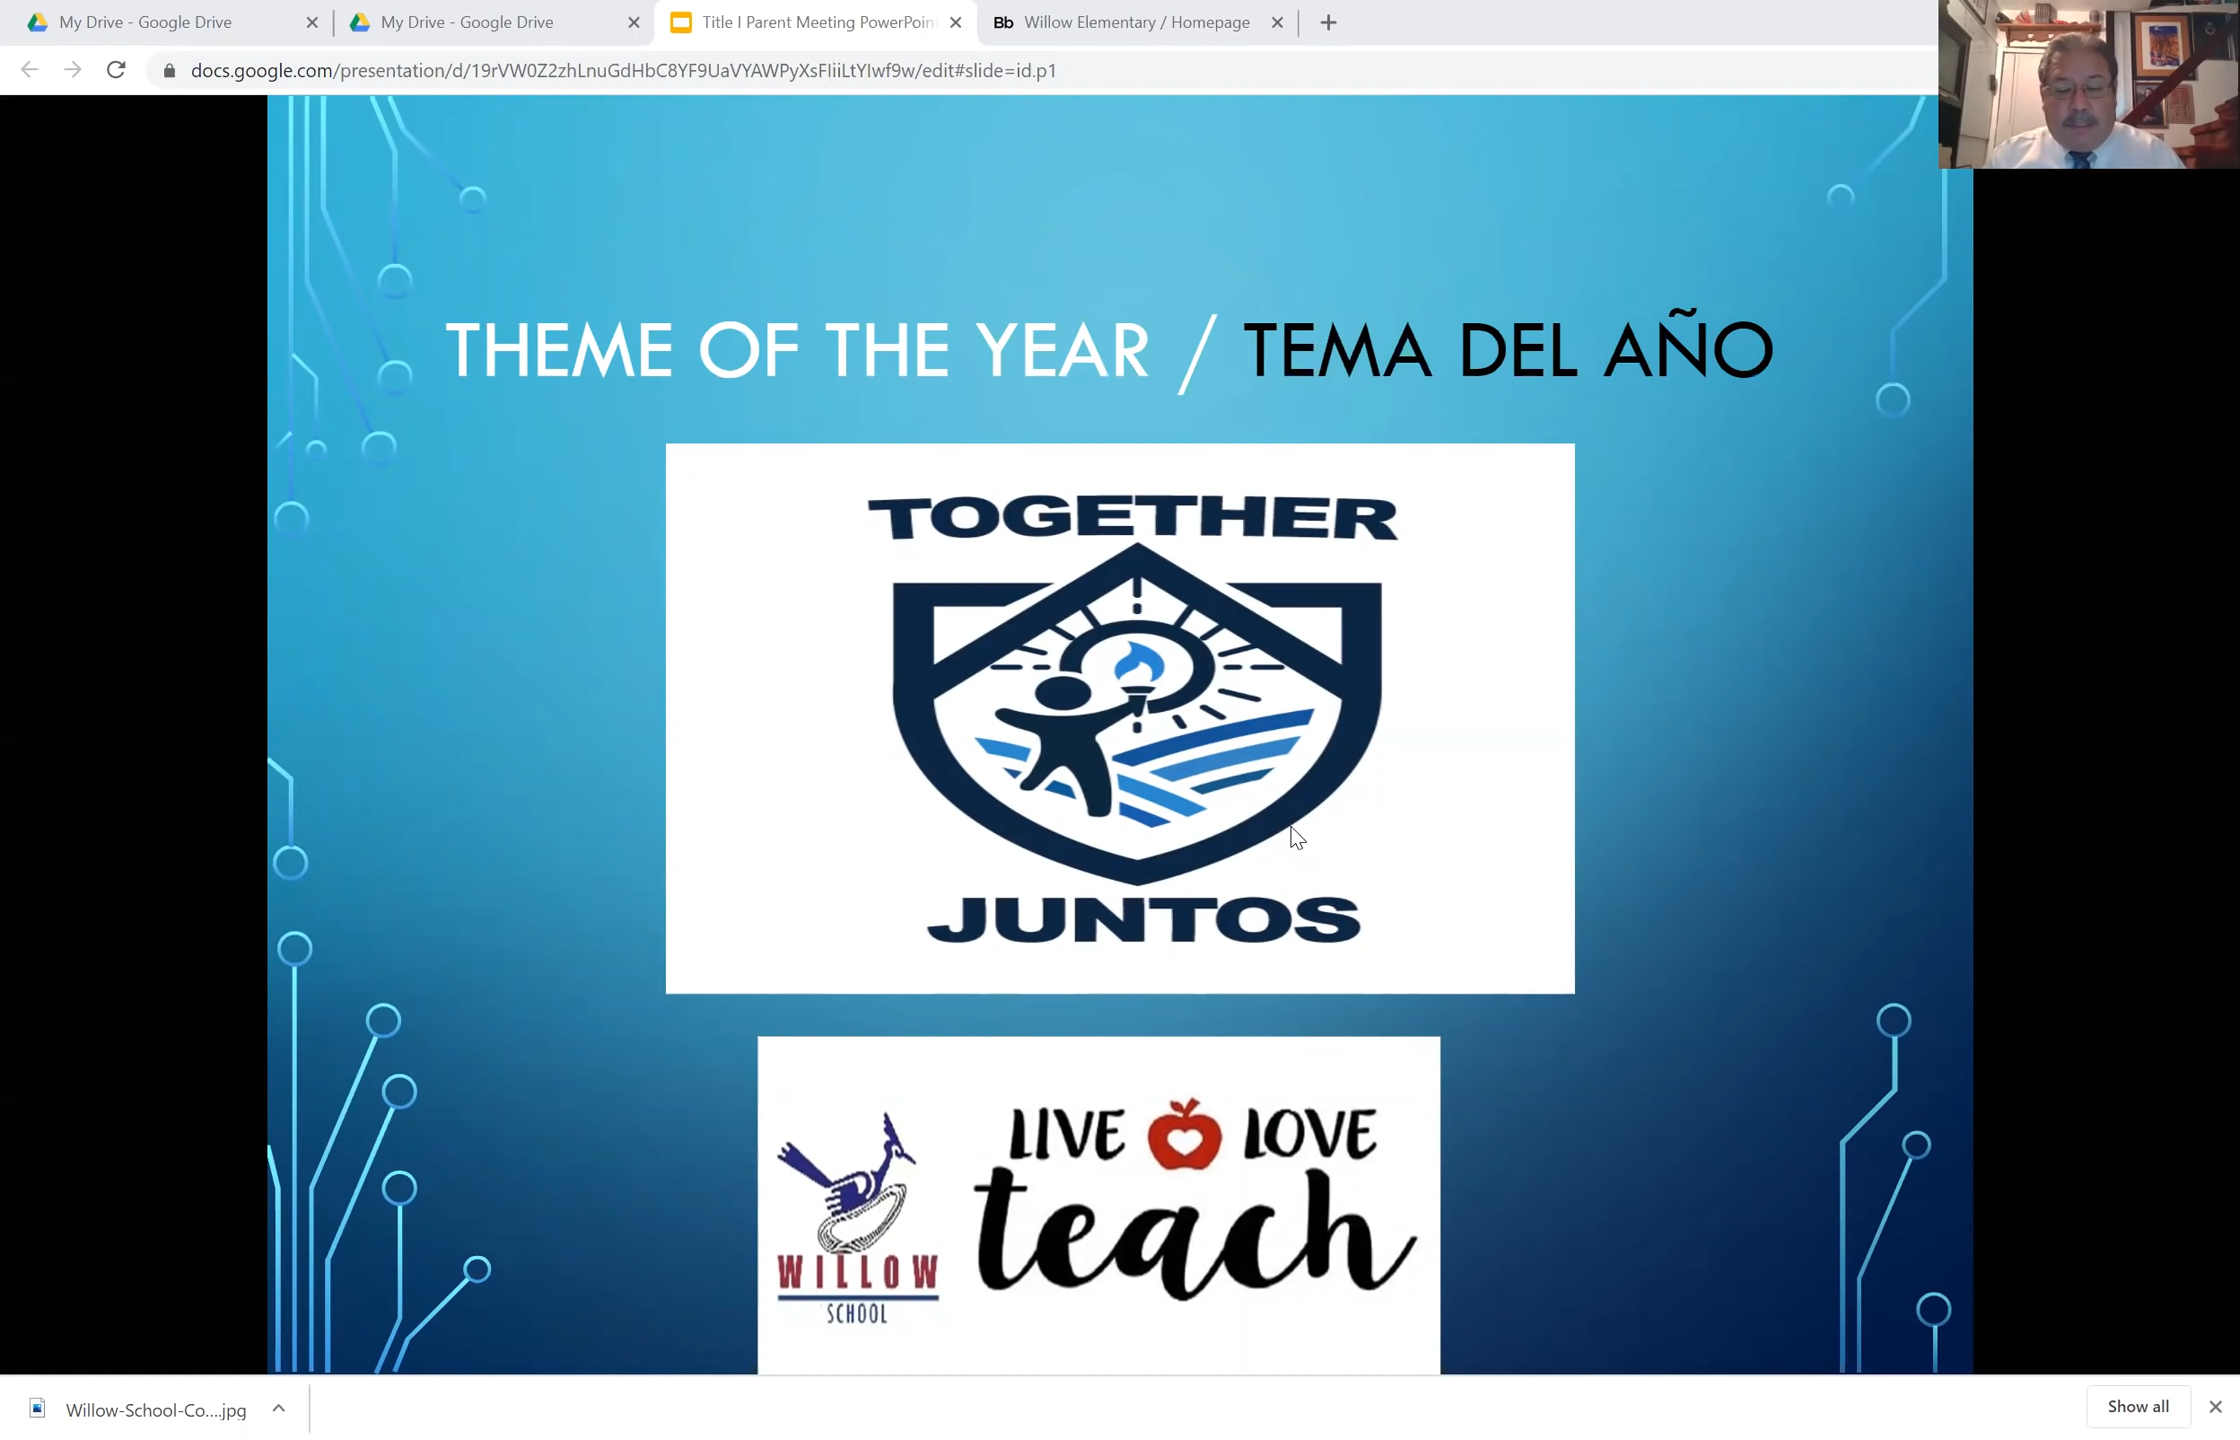 My Drive - Google Drive
My Drive - Google Drive
Title I Parent Meeting PowerPoin
Bb Willow Elementary / Homepage
docs.google.com/presentation/d/19rVW0Z2zhLnuGdHbC8YF9UaVYAWPyXsFIiiLtYIwf9w/edit#slide=id.p1
THEME OF THE YEAR / TEMA DEL AÑO
TOGETHER
JUNTOS
LIVE LOVE
teach
WILLOW
SCHOOL
Willow-School-Co....jpg
Show all